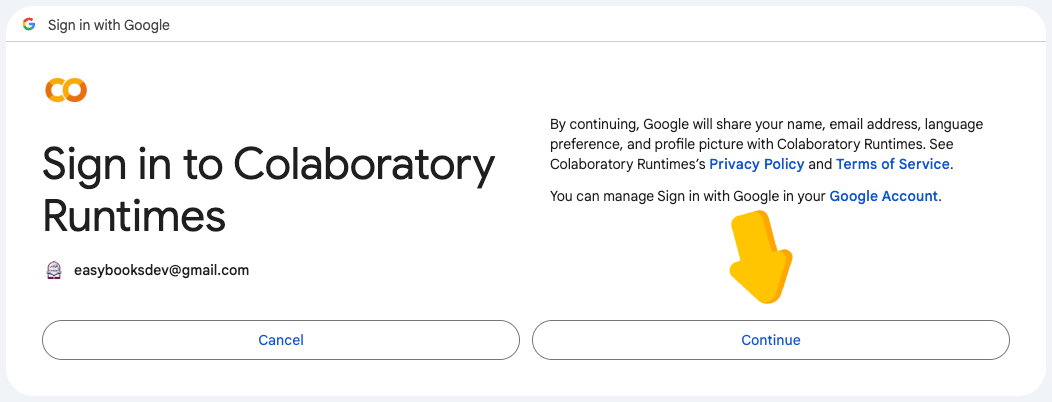 Sign in with Google
Sign in to Colaboratory
Runtimes
easybooksdev@gmail.com
By continuing, Google will share your name, email address, language
preference, and profile picture with Colaboratory Runtimes. See
Colaboratory Runtimes's Privacy Policy and Terms of Service.
You can manage Sign in with Google in your Google Account.
Cancel
Continue